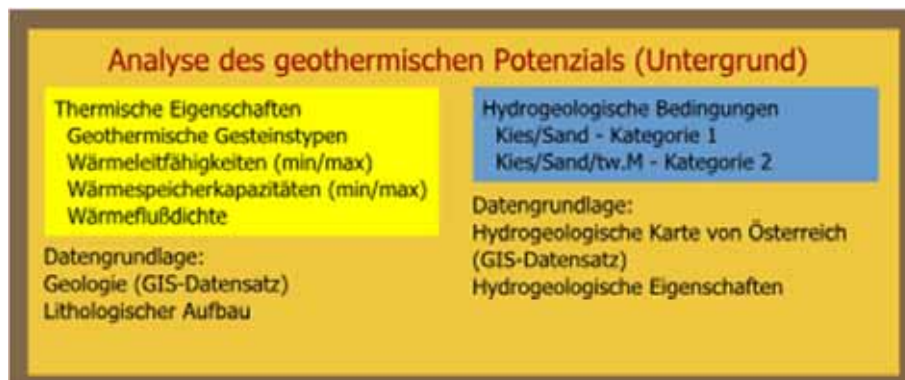 Analyse des geothermischen Potenzials (Untergrund)
Thermische Eigenschaften
Geothermische Gesteinstypen
Wärmeleitfähigkeiten (min/max)
Wärmespeicherkapazitäten (min/max)
Wärmeflußdichte
Datengrundlage:
Geologie (GIS-Datensatz)
Lithologischer Aufbau
Hydrogeologische Bedingungen
Kies/Sand - Kategorie 1
Kies/Sand/tw.M - Kategorie 2
Datengrundlage:
Hydrogeologische Karte von Österreich
(GIS-Datensatz)
Hydrogeologische Eigenschaften